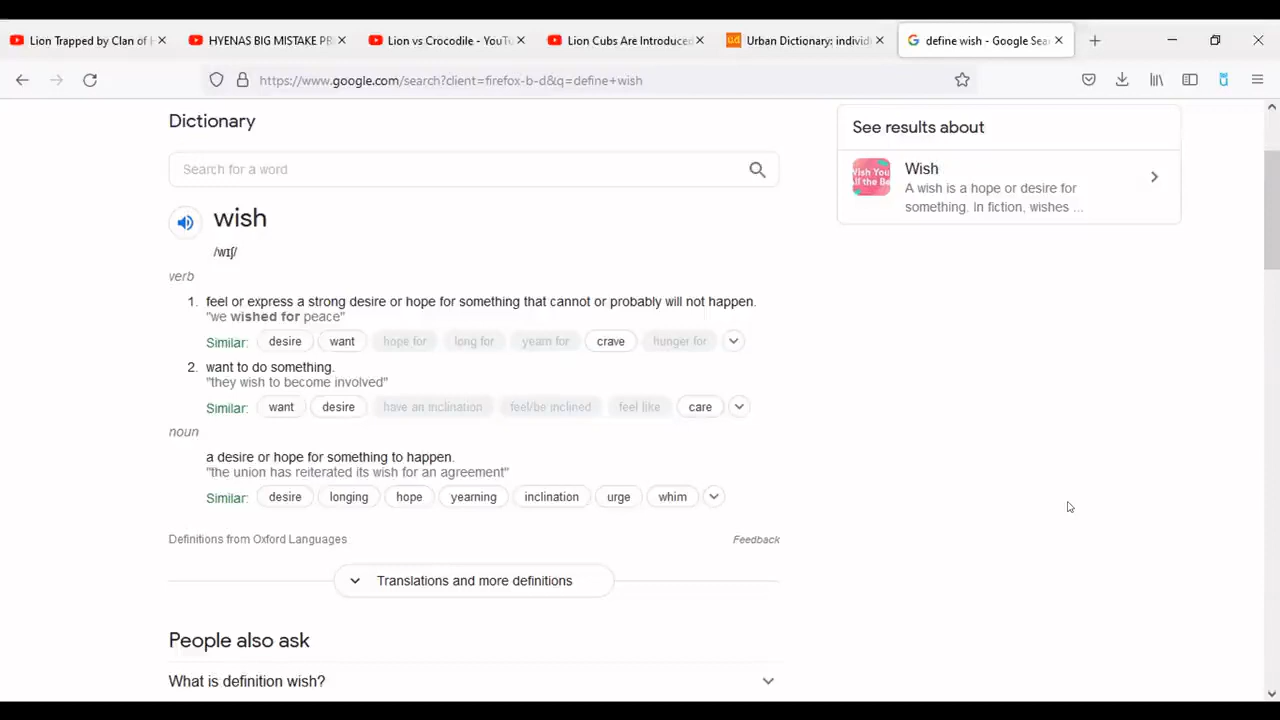 Lion Trapped by Clan of H
HYENAS BIG MISTAKE PR
Lion vs Crocodile - YouTu
Lion Cubs Are Introduced
Urban Dictionary: individ
define wish - Google Sear
https://www.google.com/search?client=firefox-b-d&q=define+wish
Dictionary
See results about
Search for a word
Wish You
All the Be
Wish
A wish is a hope or desire for
something. In fiction, wishes ...
wish
/wɪʃ/
verb
1. feel or express a strong desire or hope for something that cannot or probably will not happen.
"we wished for peace"
Similar: desire want hope for long for yearn for crave hunger for
2. want to do something.
"they wish to become involved"
Similar: want desire have an inclination feel/be inclined feel like care
noun
a desire or hope for something to happen.
"the union has reiterated its wish for an agreement"
Similar: desire longing hope yearning inclination urge whim
Definitions from Oxford Languages
Feedback
Translations and more definitions
People also ask
What is definition wish?